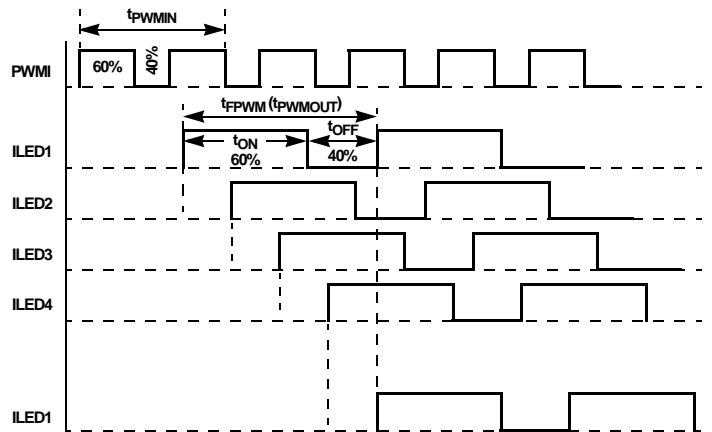 tPWMIN
PWMI
60%
40%
tFPWM (tPWMOUT)
ILED1
tON
60%
tOFF
40%
ILED2
ILED3
ILED4
ILED1